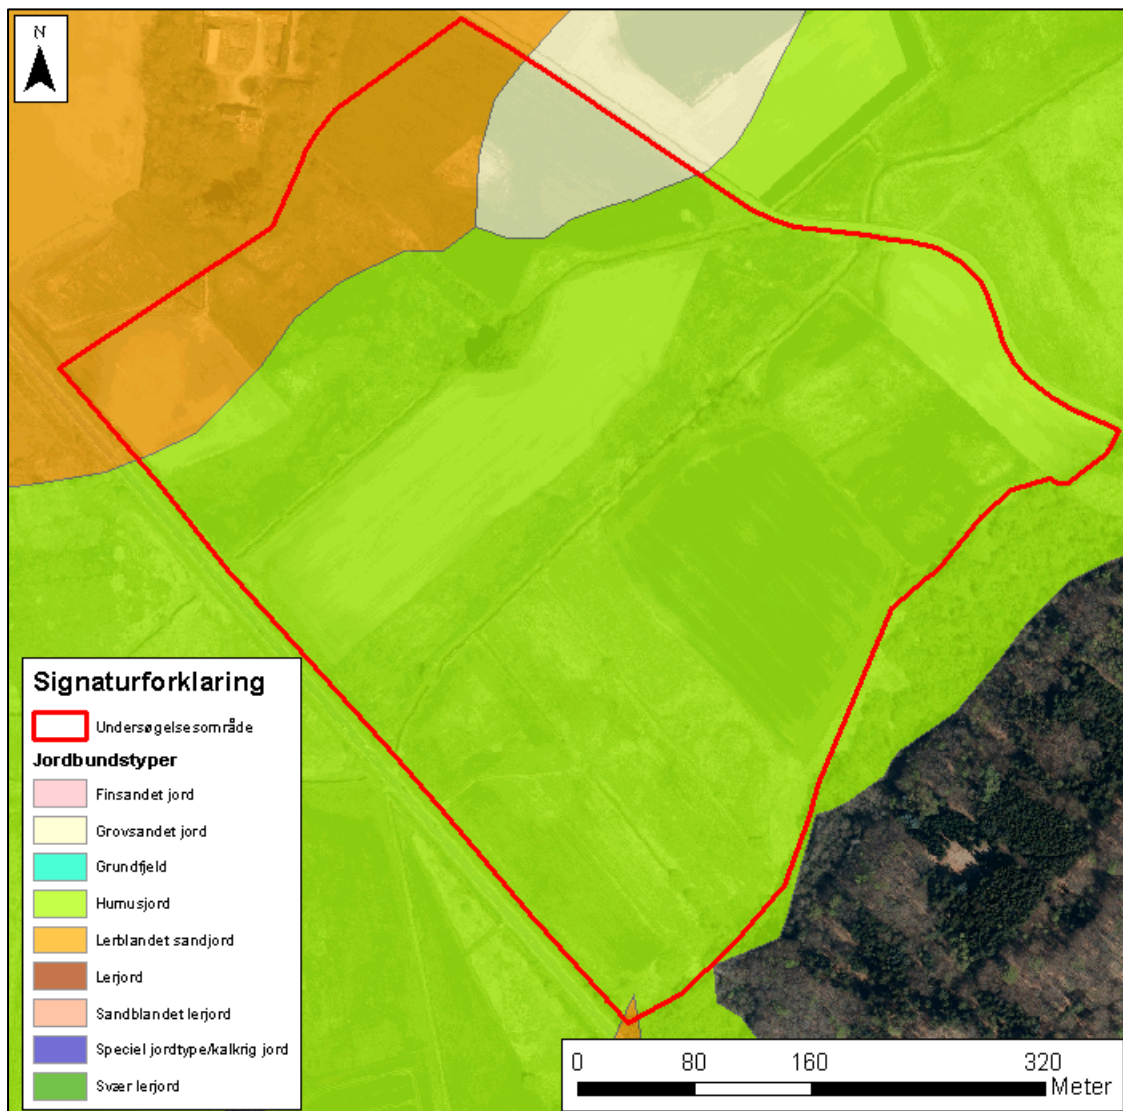 N
Signaturforklaring
Undersøgelsesområde
Jordbundstyper
Finsandet jord
Grovsandet jord
Grundfjeld
Humusjord
Lerblandet sandjord
Lerjord
Sandblandet lerjord
Speciel jordtype/kalkrig jord
Svær lerjord
0 80 160 320
Meter